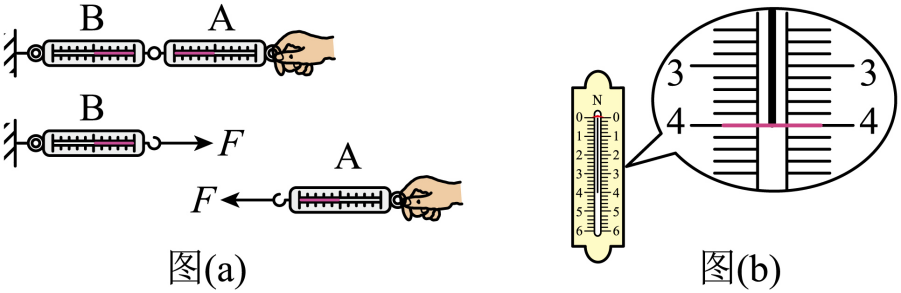 B A
B F
A
F
图(a)
N
0 0
1 1
2 2
3 3
4 4
5 5
6 6
3 3
4 4
图(b)